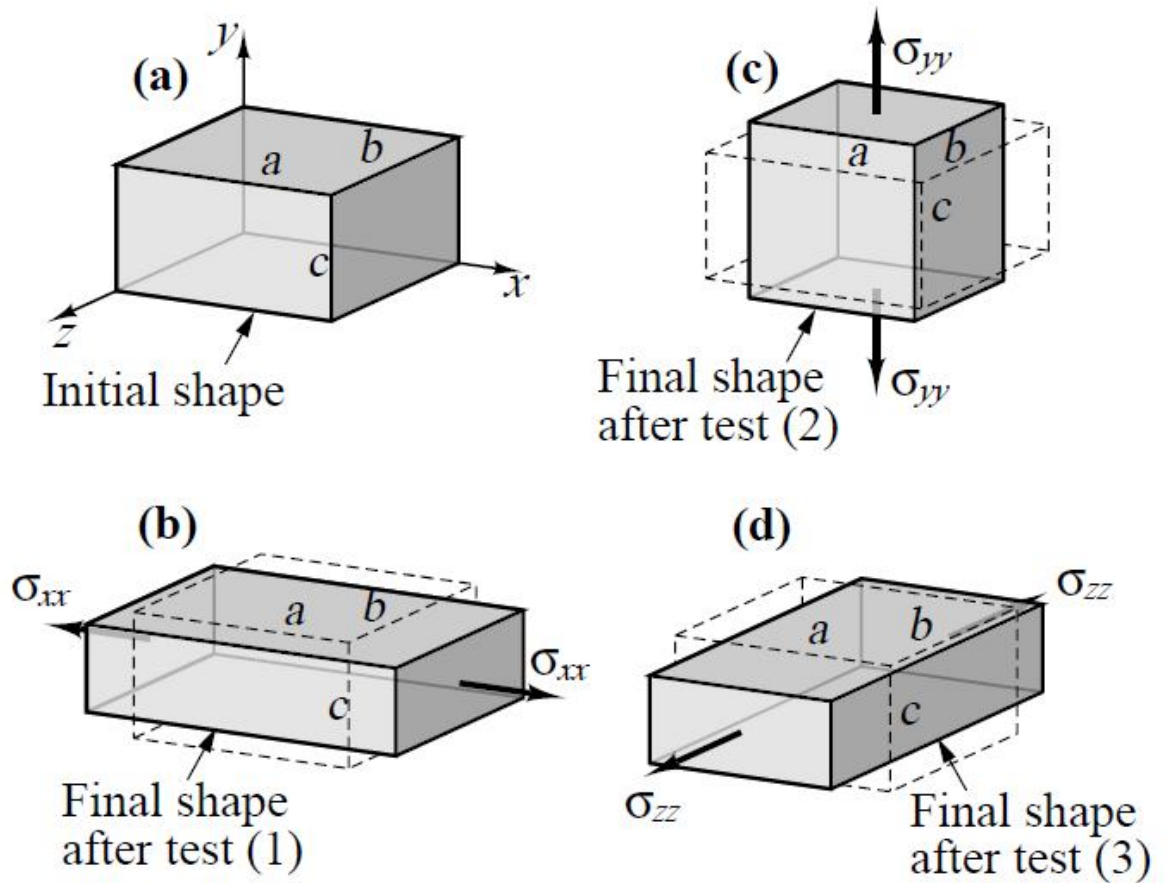 (a)
y
a
b
c
x
z
Initial shape
(c)
σyy
a
b
c
Final shape
after test (2)
σyy
(b)
σxx
a
b
σxx
c
Final shape
after test (1)
(d)
σzz
a
b
c
σzz
Final shape
after test (3)